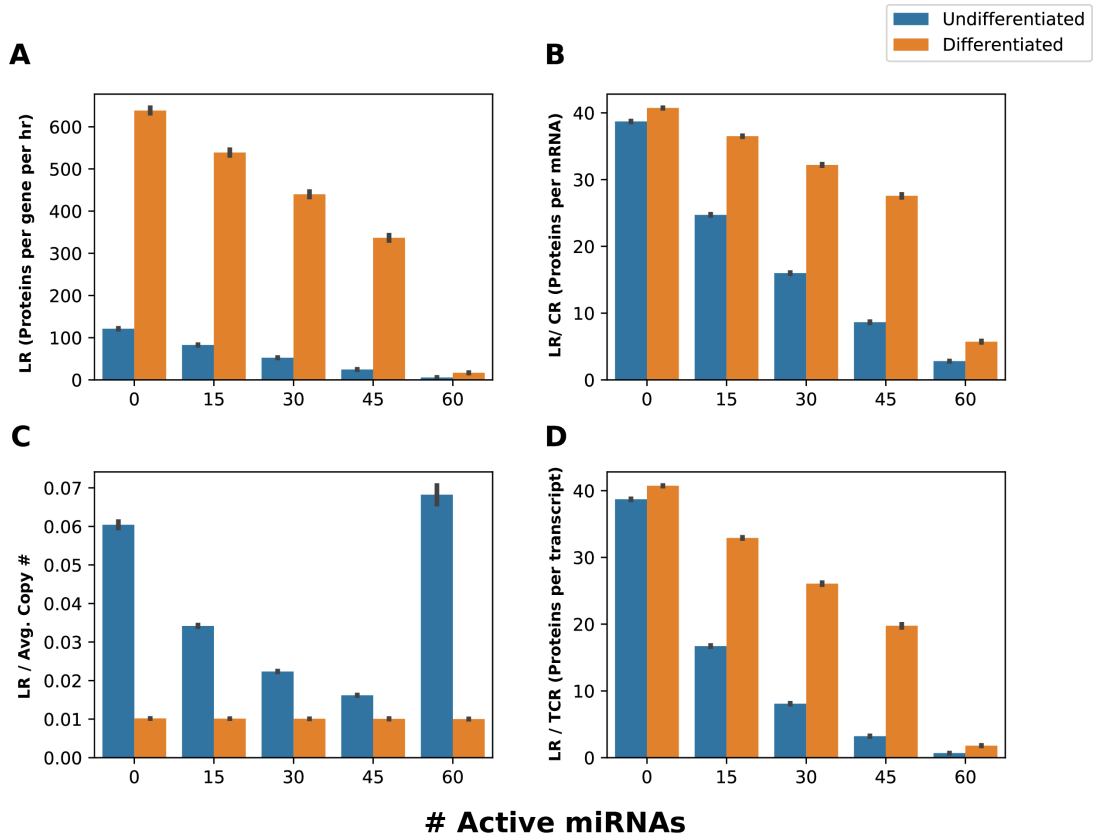 Undifferentiated
Differentiated
A
LR (Proteins per gene per hr)
600
500
400
300
200
100
0
0 15 30 45 60
B
LR/ CR (Proteins per mRNA)
40
30
20
10
0
0 15 30 45 60
C
LR / Avg. Copy #
0.07
0.06
0.05
0.04
0.03
0.02
0.01
0.00
0 15 30 45 60
D
LR / TCR (Proteins per transcript)
40
30
20
10
0
0 15 30 45 60
# Active miRNAs